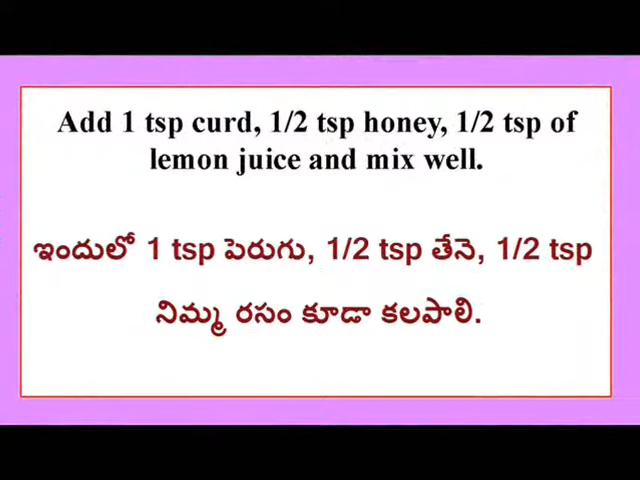 Add 1 tsp curd, 1/2 tsp honey, 1/2 tsp of
lemon juice and mix well.
ఇందులో 1 tsp పెరుగు, 1/2 tsp తేనె, 1/2 tsp
నిమ్మ రసం కూడా కలపాలి.